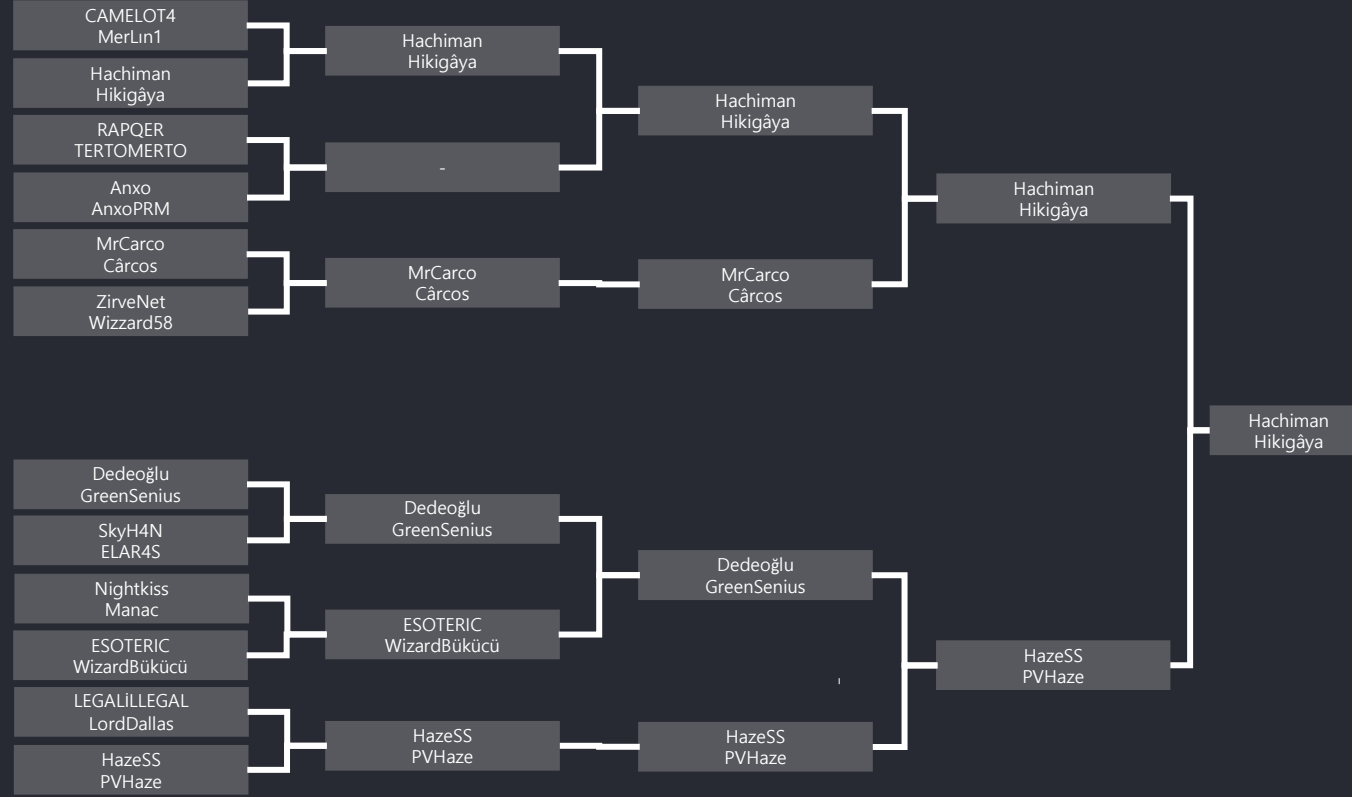 CAMELOT4
MerLın1
Hachiman
Hikigâya
RAPQER
TERTOMERTO
Anxo
AnxoPRM
MrCarco
Cârcos
ZirveNet
Wizzard58
Hachiman
Hikigâya
-
MrCarco
Cârcos
Hachiman
Hikigâya
MrCarco
Cârcos
Hachiman
Hikigâya
Hachiman
Hikigâya
Dedeoğlu
GreenSenius
SkyH4N
ELAR4S
Nightkiss
Manac
ESOTERIC
WizardBükücü
LEGALİLLEGAL
LordDallas
HazeSS
PVHaze
Dedeoğlu
GreenSenius
ESOTERIC
WizardBükücü
HazeSS
PVHaze
Dedeoğlu
GreenSenius
HazeSS
PVHaze
HazeSS
PVHaze